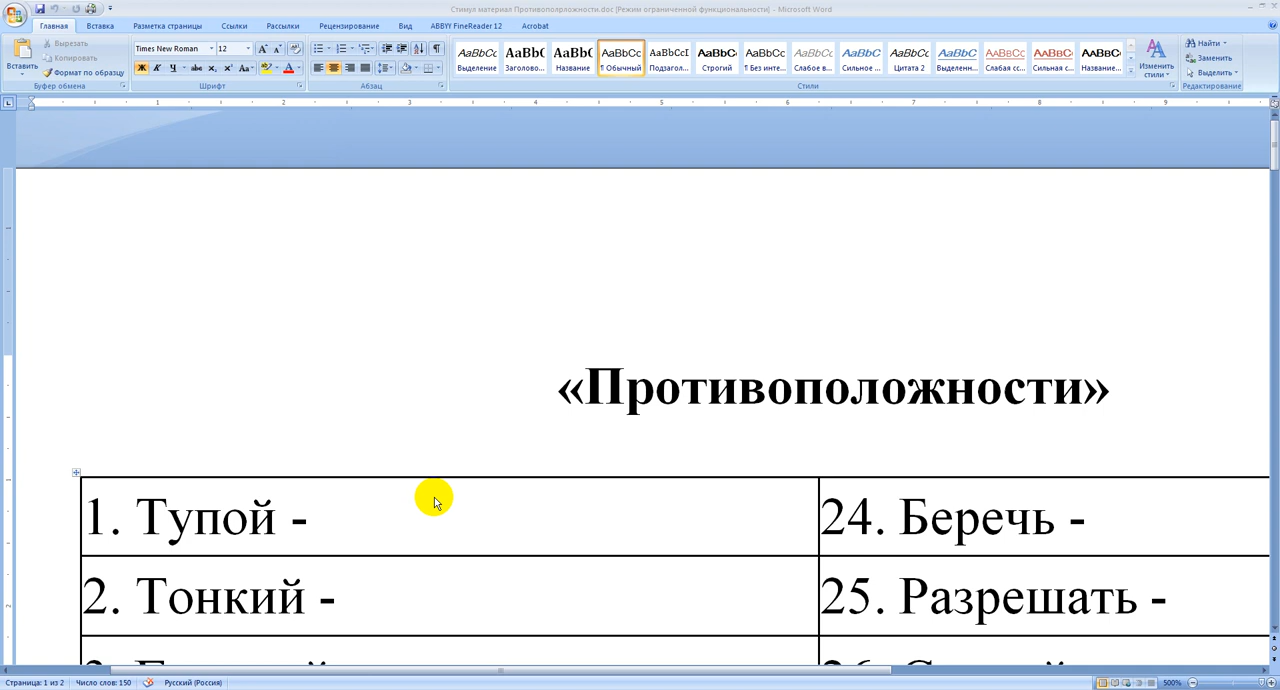 Стимул материал Противополрложности.doc [Режим ограниченной функциональности] - Microsoft Word
Главная Вставка Разметка страницы Ссылки Рассылки Рецензирование Вид ABBYY FineReader 12 Acrobat
Вставить
Вырезать
Копировать
Формат по образцу
Буфер обмена
Times New Roman 12
Шрифт
Абзац
Выделение Заголово... Название ¶ Обычный Подзагол... Строгий ¶ Без инте... Слабое в... Сильное ... Цитата 2 Выделенн... Слабая сс... Сильная с... Название...
Стили
Изменить стили
Найти
Заменить
Выделить
Редактирование
«Противоположности»
1. Тупой -
24. Беречь -
2. Тонкий -
25. Разрешать -
Страница: 1 из 2 Число слов: 150 Русский (Россия) 500%